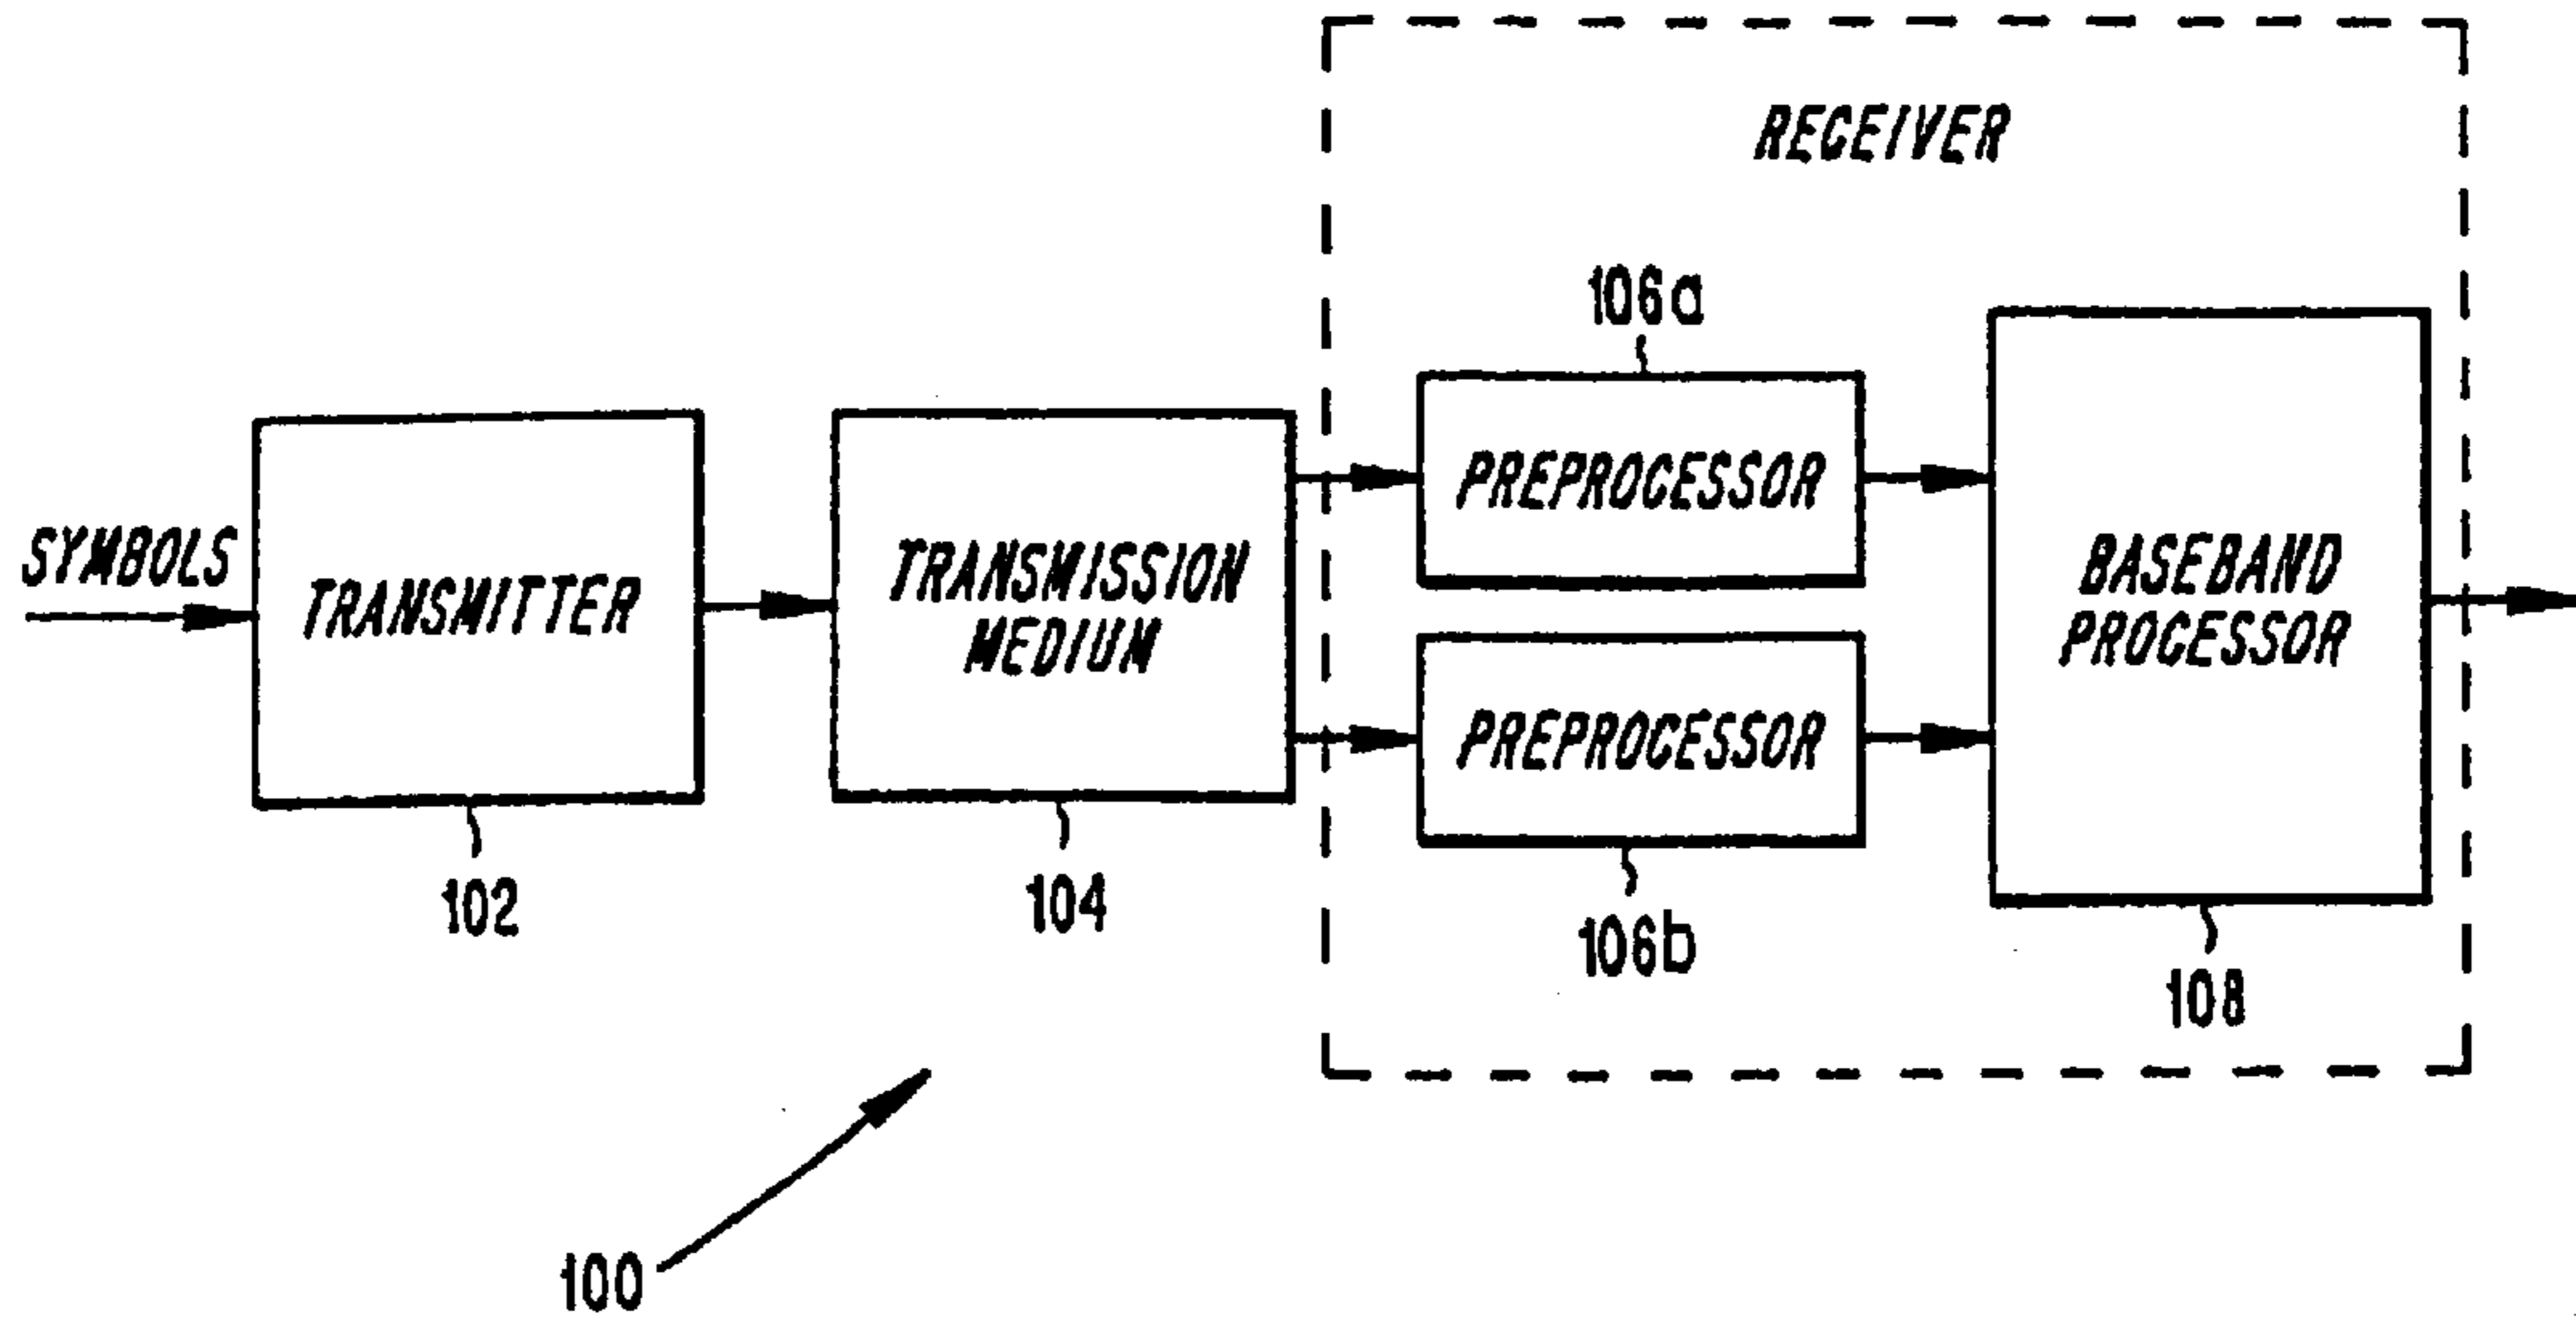 RECEIVER
106a
PREPROCESSOR
SYMBOLS
TRANSMITTER
TRANSMISSION
MEDIUM
BASEBAND
PROCESSOR
PREPROCESSOR
102
104
106b
108
100